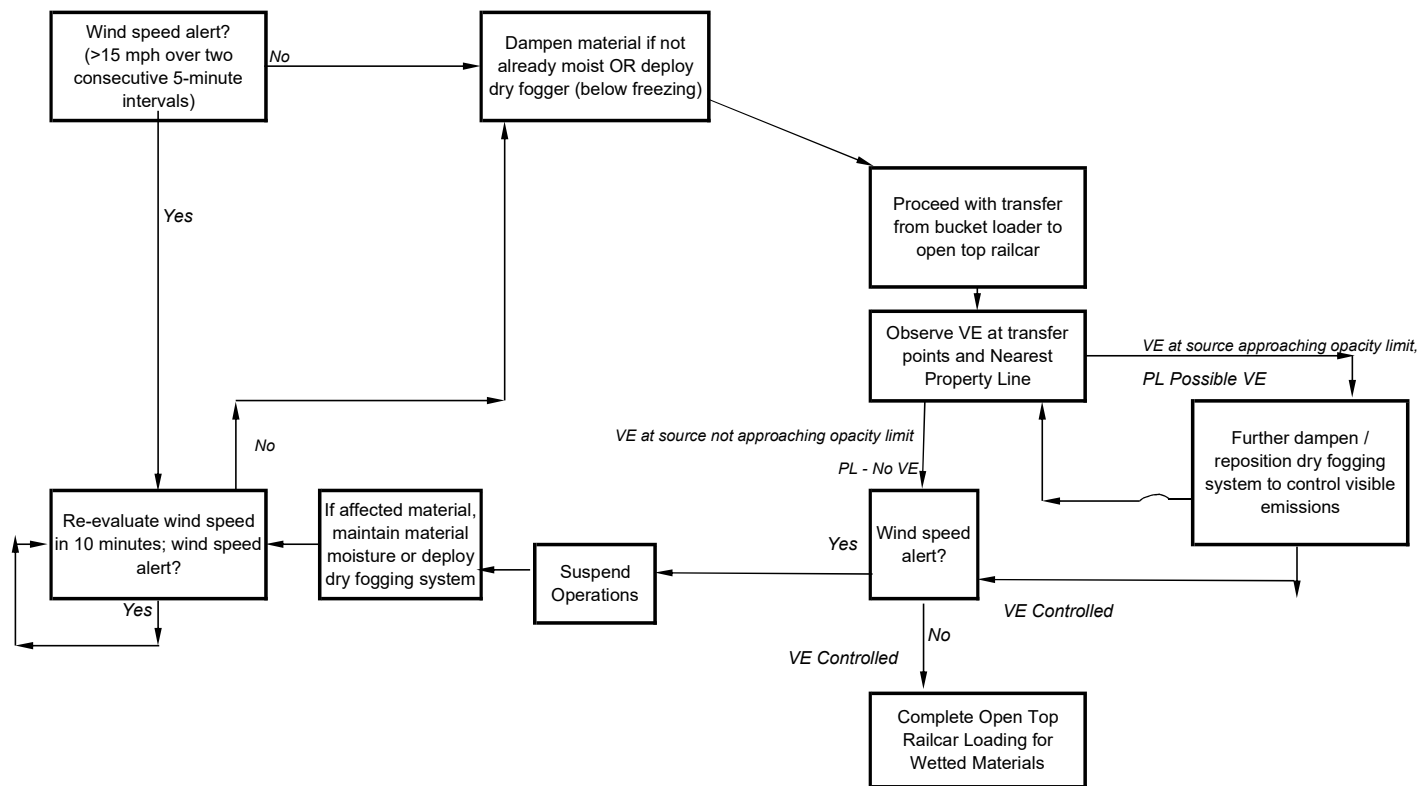 Wind speed alert?
(>15 mph over two
consecutive 5-minute
intervals)
No
Dampen material if not
already moist OR deploy
dry fogger (below freezing)
Yes
Proceed with transfer
from bucket loader to
open top railcar
Observe VE at transfer
points and Nearest
Property Line
VE at source approaching opacity limit,
PL Possible VE
Further dampen /
reposition dry fogging
system to control visible
emissions
VE at source not approaching opacity limit
PL - No VE
No
Re-evaluate wind speed
in 10 minutes; wind speed
alert?
Yes
If affected material,
maintain material
moisture or deploy
dry fogging system
Suspend
Operations
Yes
Wind speed
alert?
VE Controlled
No
VE Controlled
Complete Open Top
Railcar Loading for
Wetted Materials